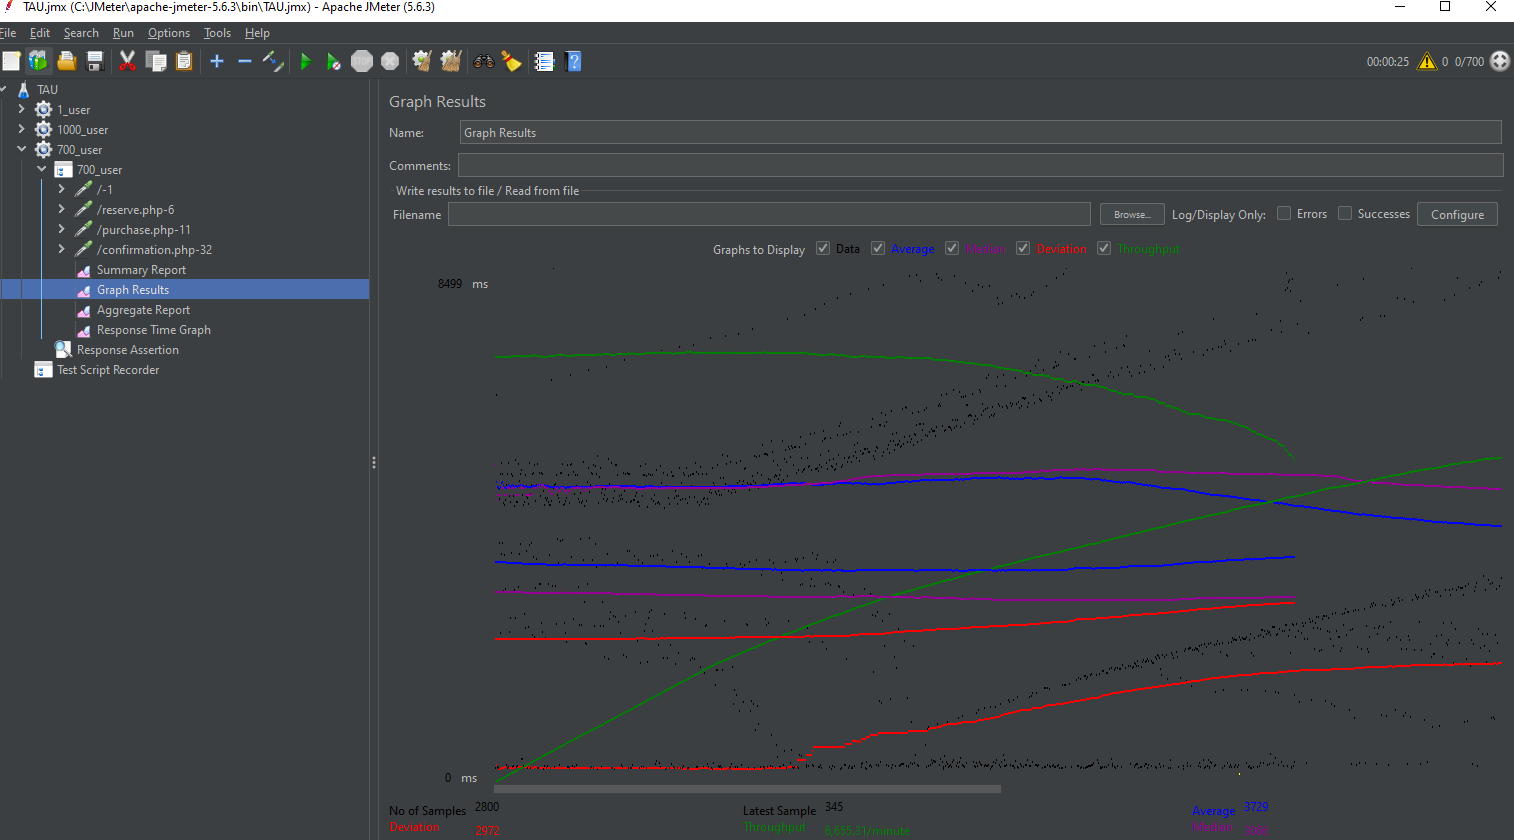 TAU.jmx (C:\JMeter\apache-jmeter-5.6.3\bin\TAU.jmx) - Apache JMeter (5.6.3)
File Edit Search Run Options Tools Help
STOP 00:00:25 0 0/700
TAU
1_user
1000_user
700_user
700_user
/-1
/reserve.php-6
/purchase.php-11
/confirmation.php-32
Summary Report
Graph Results
Aggregate Report
Response Time Graph
Response Assertion
Test Script Recorder
Graph Results
Name: Graph Results
Comments:
Write results to file / Read from file
Filename Browse... Log/Display Only: Errors Successes Configure
Graphs to Display Data Average Median Deviation Throughput
8499 ms
0 ms
No of Samples 2800 Latest Sample 345 Average 3729
Deviation 2972 Throughput 6,655.31/minute Median